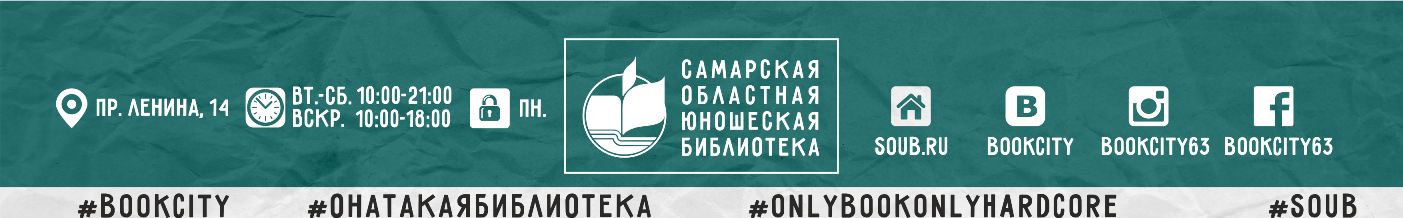 ПР. ЛЕНИНА, 14
ВТ.-СБ. 10:00-21:00
ВСКР. 10:00-18:00
ПН.
САМАРСКАЯ
ОБЛАСТНАЯ
ЮНОШЕСКАЯ
БИБЛИОТЕКА
SOUB.RU
B
BOOKCITY
BOOKCITY63
f
BOOKCITY63
#BOOKCITY #ОНАТАКАЯБИБЛИОТЕКА #ONLYBOOKONLYHARDCORE #SOUB